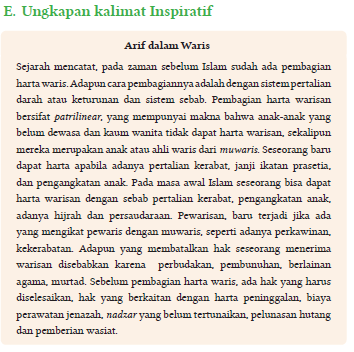 E. Ungkapan kalimat Inspiratif
Arif dalam Waris
Sejarah mencatat, pada zaman sebelum Islam sudah ada pembagian
harta waris. Adapun cara pembagiannya adalah dengan sistem pertalian
darah atau keturunan dan sistem sebab. Pembagian harta warisan
bersifat patrilinear, yang mempunyai makna bahwa anak-anak yang
belum dewasa dan kaum wanita tidak dapat harta warisan, sekalipun
mereka merupakan anak atau ahli waris dari muwaris. Seseorang baru
dapat harta apabila adanya pertalian kerabat, janji ikatan prasetia,
dan pengangkatan anak. Pada masa awal Islam seseorang bisa dapat
harta warisan dengan sebab pertalian kerabat, pengangkatan anak,
adanya hijrah dan persaudaraan. Pewarisan, baru terjadi jika ada
yang mengikat pewaris dengan muwaris, seperti adanya perkawinan,
kekerabatan. Adapun yang membatalkan hak seseorang menerima
warisan disebabkan karena perbudakan, pembunuhan, berlainan
agama, murtad. Sebelum pembagian harta waris, ada hak yang harus
diselesaikan, hak yang berkaitan dengan harta peninggalan, biaya
perawatan jenazah, nadzar yang belum tertunaikan, pelunasan hutang
dan pemberian wasiat.